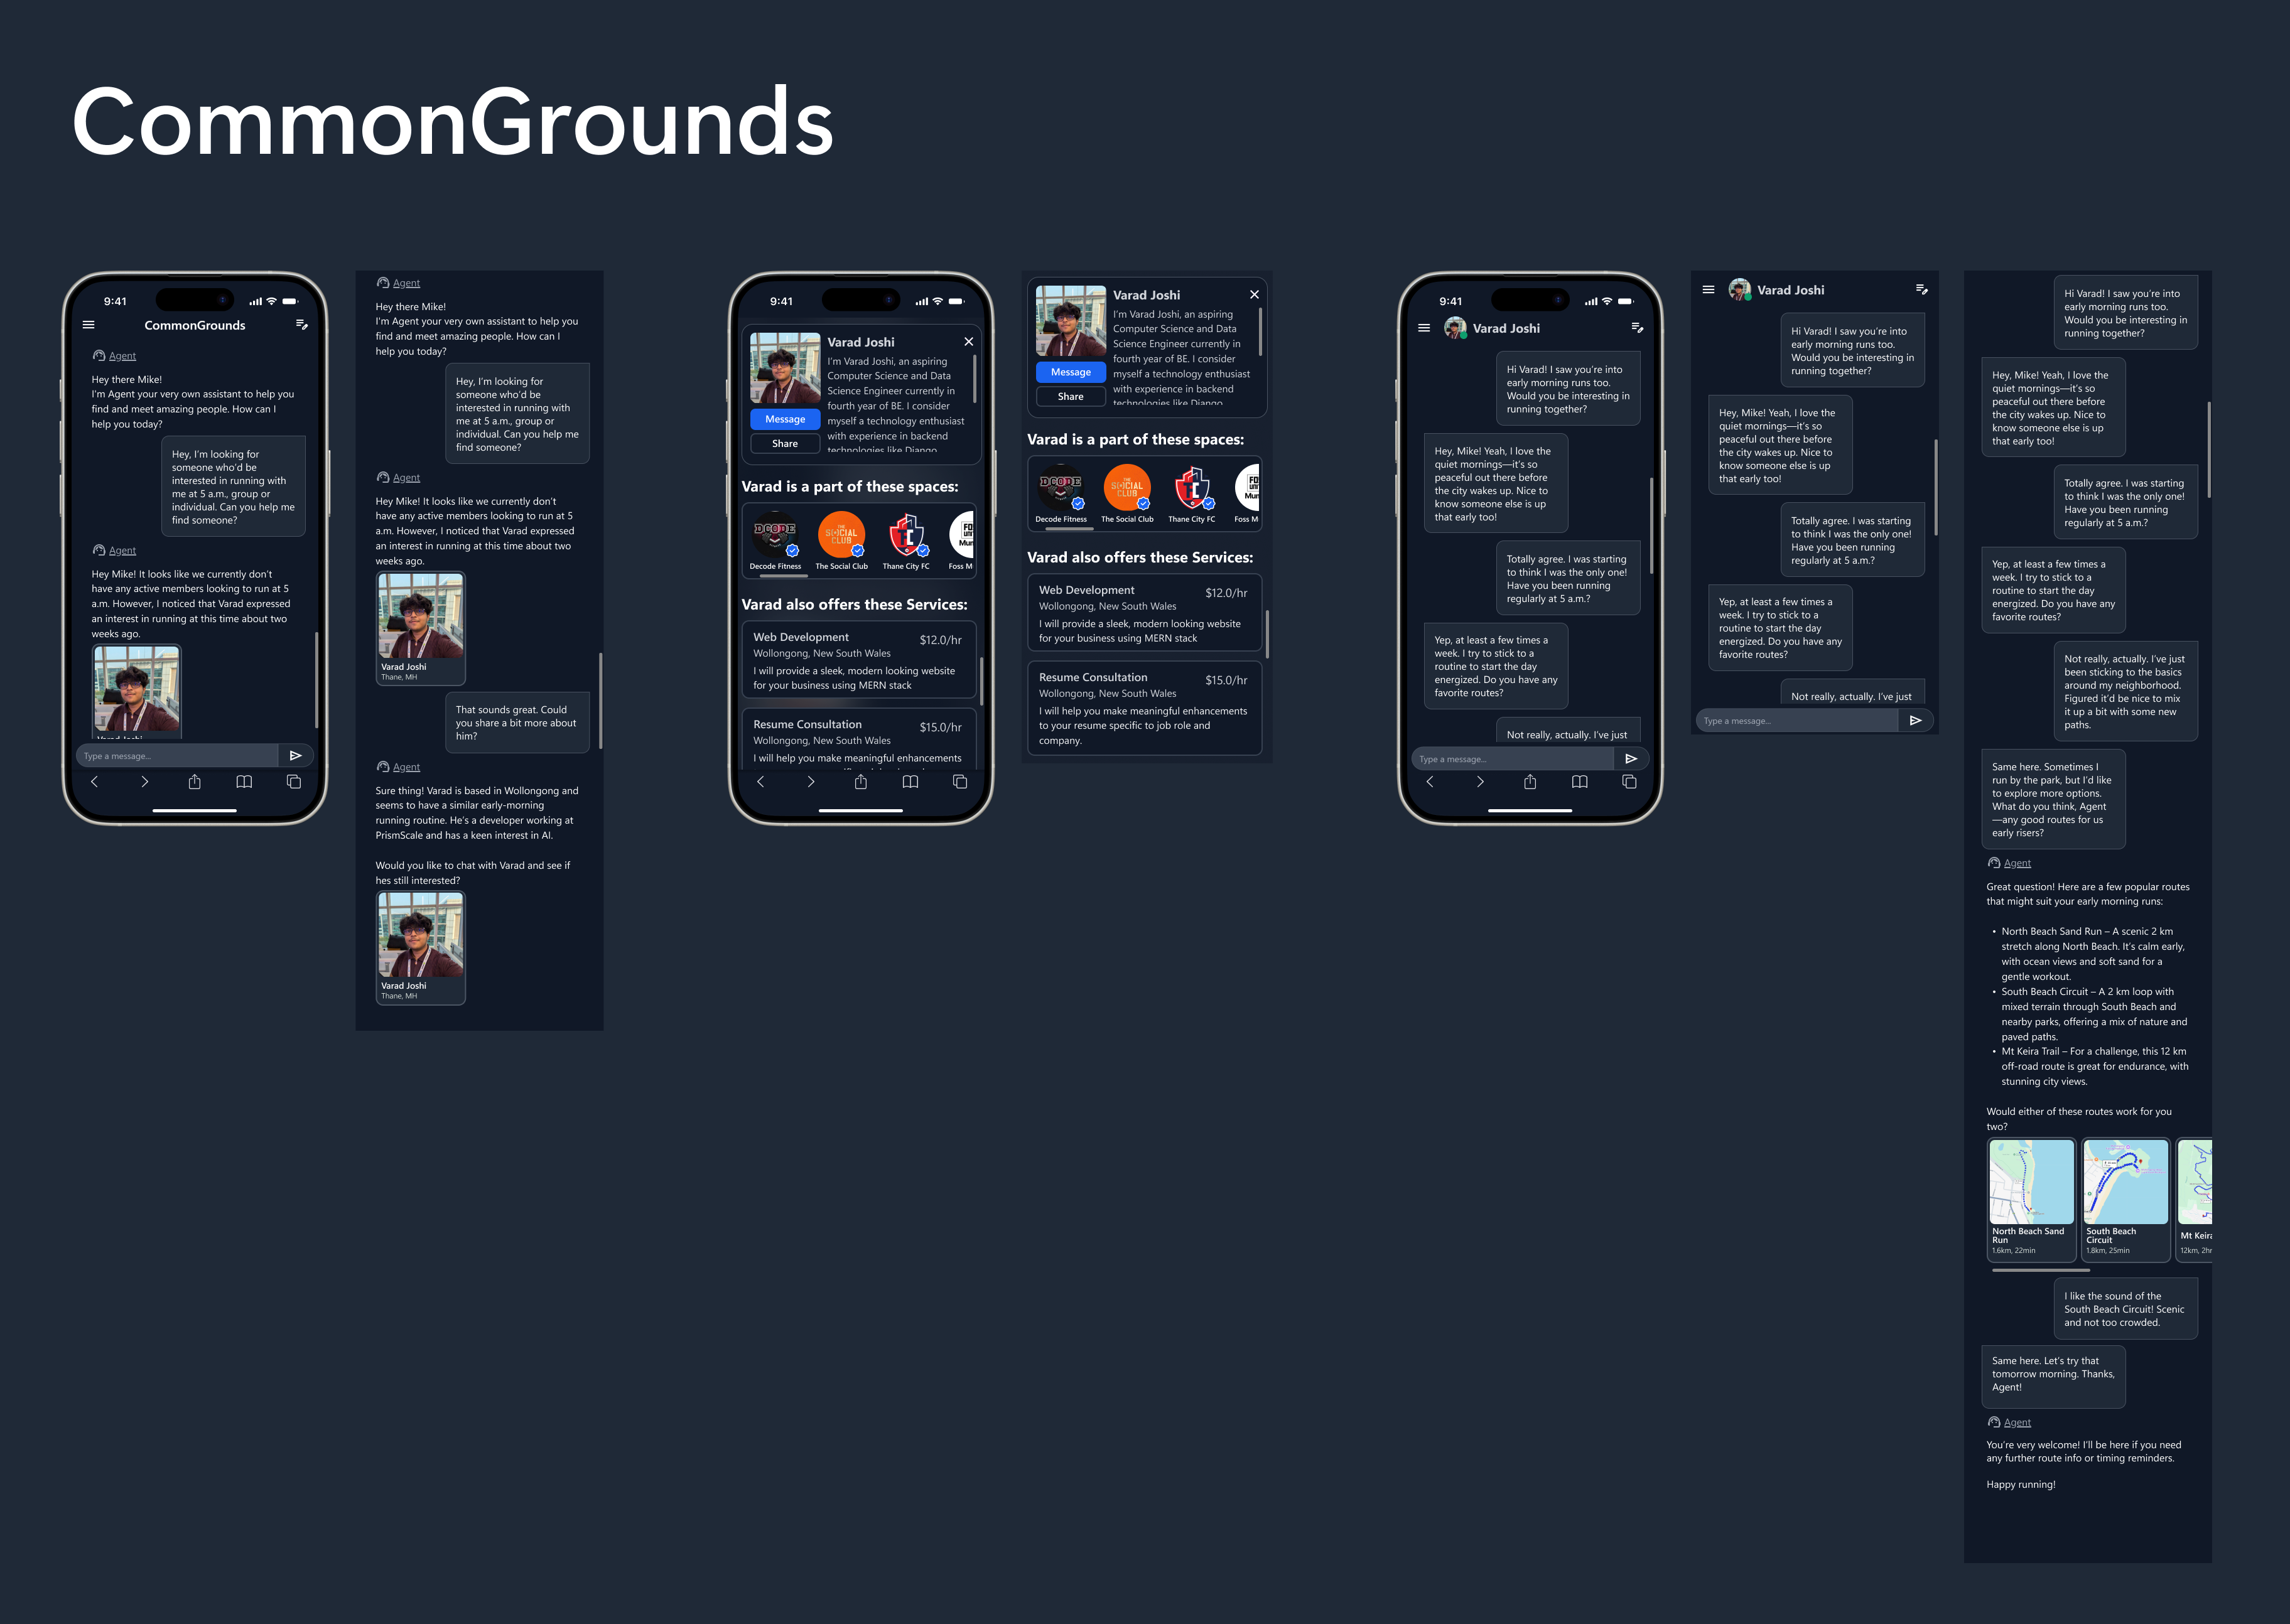 CommonGrounds
9:41
CommonGrounds
Agent
Hey there Mike!
I'm Agent your very own assistant to help you
find and meet amazing people. How can I
help you today?
Hey, I'm looking for
someone who'd be
interested in running with
me at 5 a.m., group or
individual. Can you help me
find someone?
Agent
Hey Mike! It looks like we currently don't
have any active members looking to run at 5
a.m. However, I noticed that Varad expressed
an interest in running at this time about two
weeks ago.
Varad Joshi
Type a message...
Agent
Hey there Mike!
I'm Agent your very own assistant to help you
find and meet amazing people. How can I
help you today?
Hey, I'm looking for
someone who'd be
interested in running with
me at 5 a.m., group or
individual. Can you help me
find someone?
Agent
Hey Mike! It looks like we currently don't
have any active members looking to run at 5
a.m. However, I noticed that Varad expressed
an interest in running at this time about two
weeks ago.
Varad Joshi
Thane, MH
That sounds great. Could
you share a bit more about
him?
Agent
Sure thing! Varad is based in Wollongong and
seems to have a similar early-morning
running routine. He's a developer working at
PrismScale and has a keen interest in AI.
Would you like to chat with Varad and see if
hes still interested?
Varad Joshi
Thane, MH
9:41
Varad Joshi
I'm Varad Joshi, an aspiring
Computer Science and Data
Science Engineer currently in
fourth year of BE. I consider
myself a technology enthusiast
with experience in backend
technologies like Django
Message
Share
Varad is a part of these spaces:
DCODE
THE SOCIAL CLUB
FOSS UNITED
Mumbai
Decode Fitness
The Social Club
Thane City FC
Foss M
Varad also offers these Services:
Web Development
$12.0/hr
Wollongong, New South Wales
I will provide a sleek, modern looking website
for your business using MERN stack
Resume Consultation
$15.0/hr
Wollongong, New South Wales
I will help you make meaningful enhancements
Varad Joshi
I'm Varad Joshi, an aspiring
Computer Science and Data
Science Engineer currently in
fourth year of BE. I consider
myself a technology enthusiast
with experience in backend
technologies like Django
Message
Share
Varad is a part of these spaces:
DCODE
THE SOCIAL CLUB
Decode Fitness
The Social Club
Thane City FC
Foss M
Varad also offers these Services:
Web Development
$12.0/hr
Wollongong, New South Wales
I will provide a sleek, modern looking website
for your business using MERN stack
Resume Consultation
$15.0/hr
Wollongong, New South Wales
I will help you make meaningful enhancements
to your resume specific to job role and
company.
9:41
Varad Joshi
Hi Varad! I saw you're into
early morning runs too.
Would you be interesting in
running together?
Hey, Mike! Yeah, I love the
quiet mornings—it's so
peaceful out there before
the city wakes up. Nice to
know someone else is up
that early too!
Totally agree. I was starting
to think I was the only one!
Have you been running
regularly at 5 a.m.?
Yep, at least a few times a
week. I try to stick to a
routine to start the day
energized. Do you have any
favorite routes?
Not really, actually. I've just
Type a message...
Varad Joshi
Hi Varad! I saw you're into
early morning runs too.
Would you be interesting in
running together?
Hey, Mike! Yeah, I love the
quiet mornings—it's so
peaceful out there before
the city wakes up. Nice to
know someone else is up
that early too!
Totally agree. I was starting
to think I was the only one!
Have you been running
regularly at 5 a.m.?
Yep, at least a few times a
week. I try to stick to a
routine to start the day
energized. Do you have any
favorite routes?
Not really, actually. I've just
Type a message...
Hi Varad! I saw you're into
early morning runs too.
Would you be interesting in
running together?
Hey, Mike! Yeah, I love the
quiet mornings—it's so
peaceful out there before
the city wakes up. Nice to
know someone else is up
that early too!
Totally agree. I was starting
to think I was the only one!
Have you been running
regularly at 5 a.m.?
Yep, at least a few times a
week. I try to stick to a
routine to start the day
energized. Do you have any
favorite routes?
Not really, actually. I've just
been sticking to the basics
around my neighborhood.
Figured it'd be nice to mix
it up a bit with some new
paths.
Same here. Sometimes I
run by the park, but I'd like
to explore more options.
What do you think, Agent
—any good routes for us
early risers?
Agent
Great question! Here are a few popular routes
that might suit your early morning runs:
• North Beach Sand Run – A scenic 2 km
stretch along North Beach. It's calm early,
with ocean views and soft sand for a
gentle workout.
• South Beach Circuit – A 2 km loop with
mixed terrain through South Beach and
nearby parks, offering a mix of nature and
paved paths.
• Mt Keira Trail – For a challenge, this 12 km
off-road route is great for endurance, with
stunning city views.
Would either of these routes work for you
two?
North Beach Sand
Run
1.6km, 22min
South Beach
Circuit
1.8km, 25min
Mt Keira
12km, 2hr
I like the sound of the
South Beach Circuit! Scenic
and not too crowded.
Same here. Let's try that
tomorrow morning. Thanks,
Agent!
Agent
You're very welcome! I'll be here if you need
any further route info or timing reminders.
Happy running!